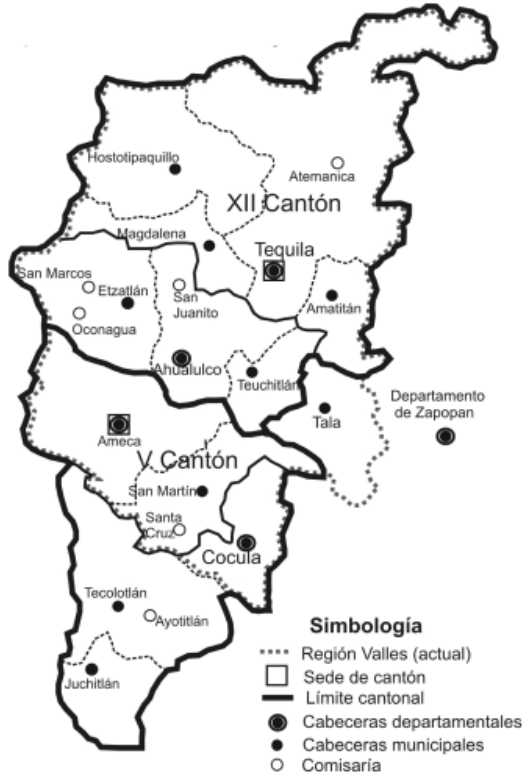 Hostotipaquillo
Atemanica
XII Cantón
Magdalena
Tequila
San Marcos
Etzatlán
San
Juanito
Amatitán
Oconagua
Ahualulco
Teuchitlán
Departamento
de Zapopan
Tala
Ameca
V Cantón
San Martín
Santa
Cruz
Cocula
Tecolotlán
Ayotitlán
Juchitlán
Simbología
Región Valles (actual)
Sede de cantón
Límite cantonal
Cabeceras departamentales
Cabeceras municipales
Comisaría